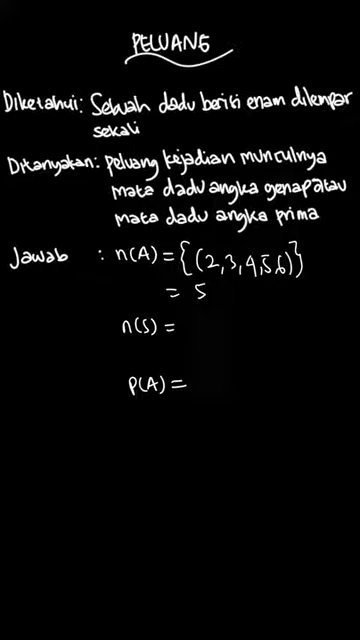 PELUANG
Diketahui: Sebuah dadu berisi enam dilempar
sekali
Ditanyakan: peluang kejadian munculnya
mata dadu angka genap atau
mata dadu angka prima
Jawab : n(A) = {(2,3,4,5,6)}
= 5
n(S) =
P(A) =